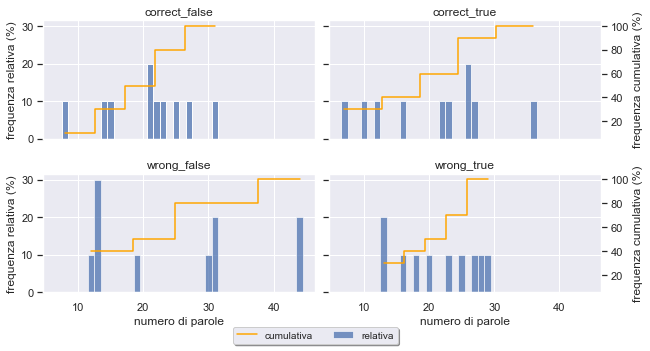 correct_false
correct_true
frequenza relativa (%)
30
20
10
0
100
80
60
40
20
frequenza cumulativa (%)
wrong_false
wrong_true
frequenza relativa (%)
30
20
10
0
100
80
60
40
20
frequenza cumulativa (%)
10 20 30 40
10 20 30 40
numero di parole
numero di parole
cumulativa relativa